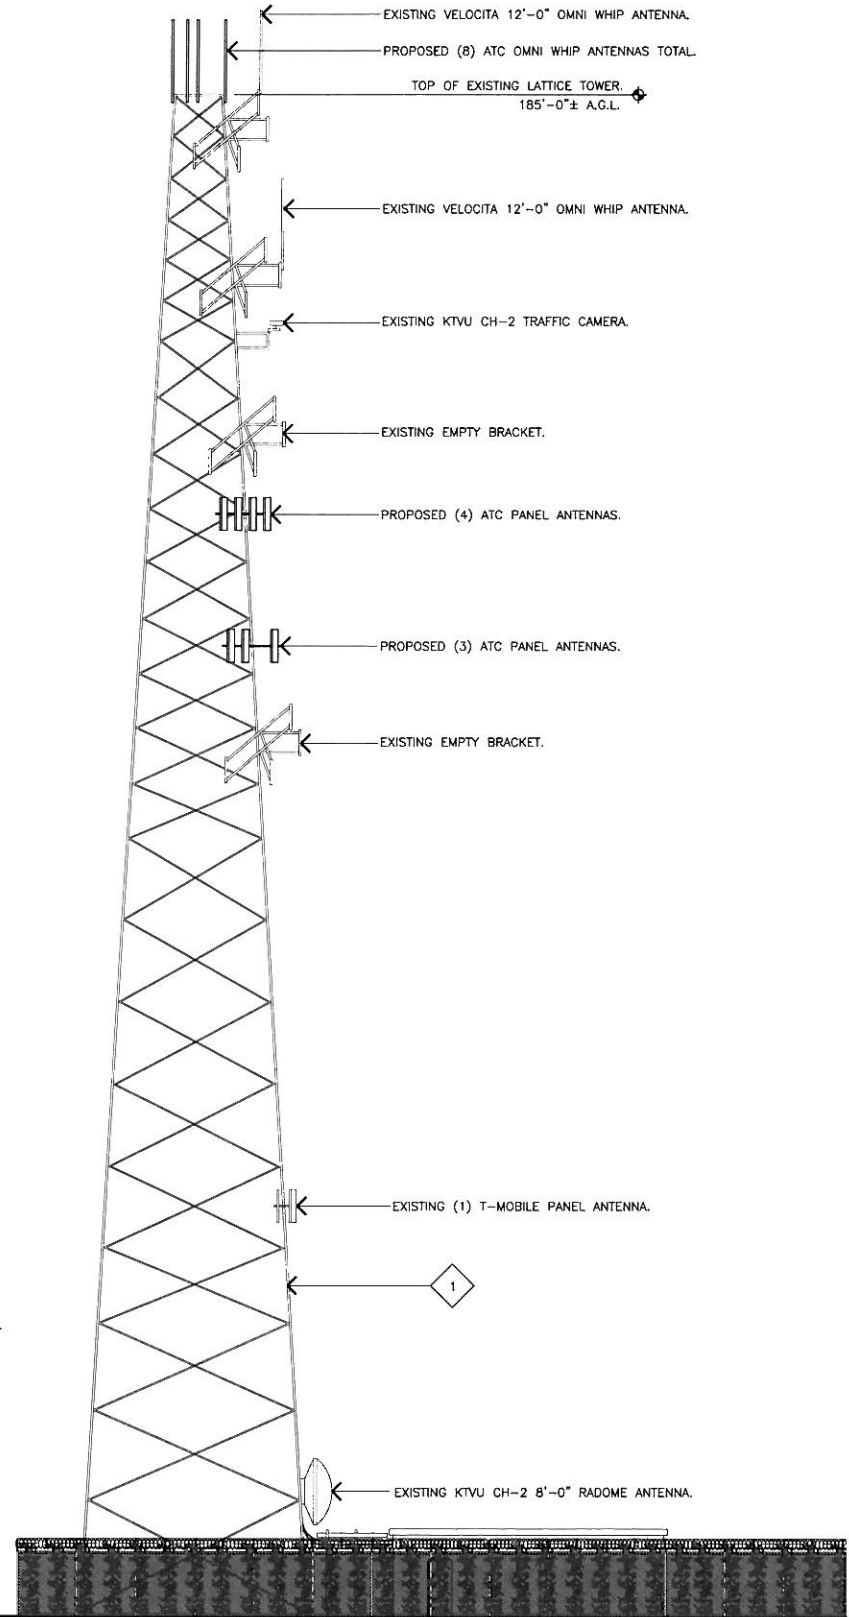 EXISTING VELOCITA 12'-0" OMNI WHIP ANTENNA.
PROPOSED (8) ATC OMNI WHIP ANTENNAS TOTAL.
TOP OF EXISTING LATTICE TOWER.
185'-0"± A.G.L.
EXISTING VELOCITA 12'-0" OMNI WHIP ANTENNA.
EXISTING KTVU CH-2 TRAFFIC CAMERA.
EXISTING EMPTY BRACKET.
PROPOSED (4) ATC PANEL ANTENNAS.
PROPOSED (3) ATC PANEL ANTENNAS.
EXISTING EMPTY BRACKET.
EXISTING (1) T-MOBILE PANEL ANTENNA.
1
EXISTING KTVU CH-2 8'-0" RADOME ANTENNA.